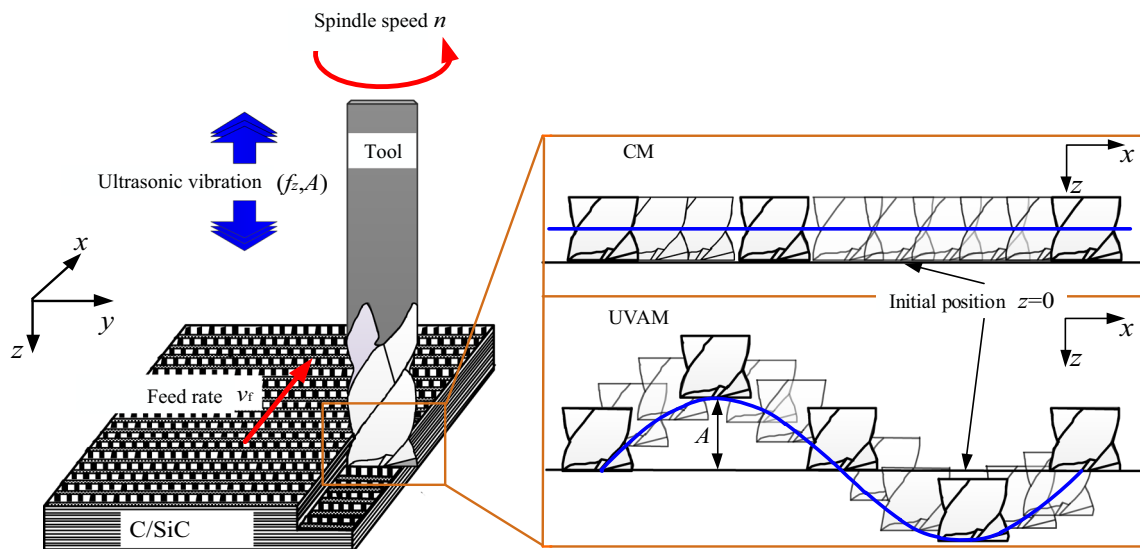 Spindle speed n
Tool
Ultrasonic vibration (fz,A)
x
y
z
Feed rate vf
C/SiC
CM
x
z
Initial position z=0
UVAM
x
z
A